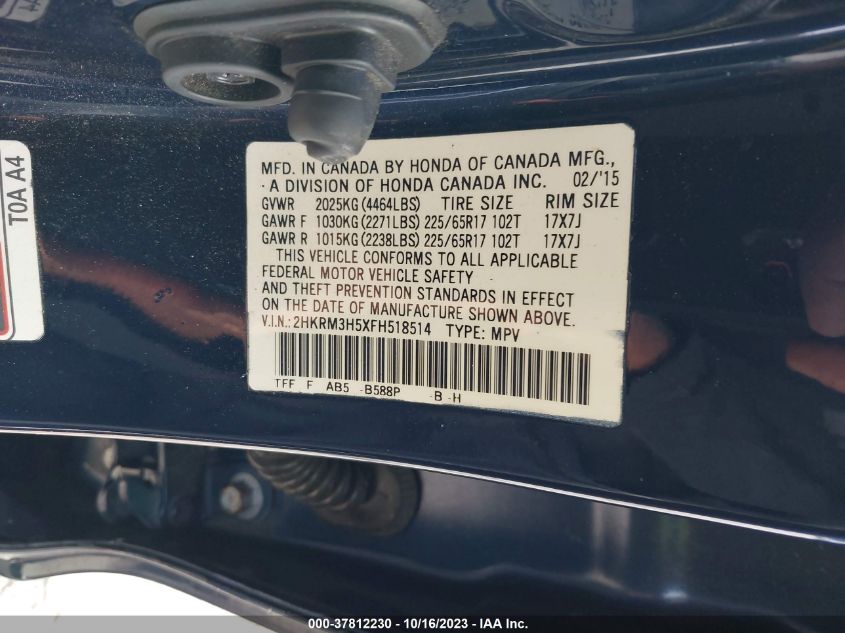 T0A A4
MFD. IN CANADA BY HONDA OF CANADA MFG.,
A DIVISION OF HONDA CANADA INC. 02/'15
GVWR 2025KG(4464LBS) TIRE SIZE RIM SIZE
GAWR F 1030KG(2271LBS) 225/65R17 102T 17X7J
GAWR R 1015KG(2238LBS) 225/65R17 102T 17X7J
THIS VEHICLE CONFORMS TO ALL APPLICABLE
FEDERAL MOTOR VEHICLE SAFETY
AND THEFT PREVENTION STANDARDS IN EFFECT
ON THE DATE OF MANUFACTURE SHOWN ABOVE.
V.I.N.:2HKRM3H5XFH518514 TYPE: MPV
TFF F AB5 -B588P -B -H
000-37812230 - 10/16/2023 - IAA Inc.